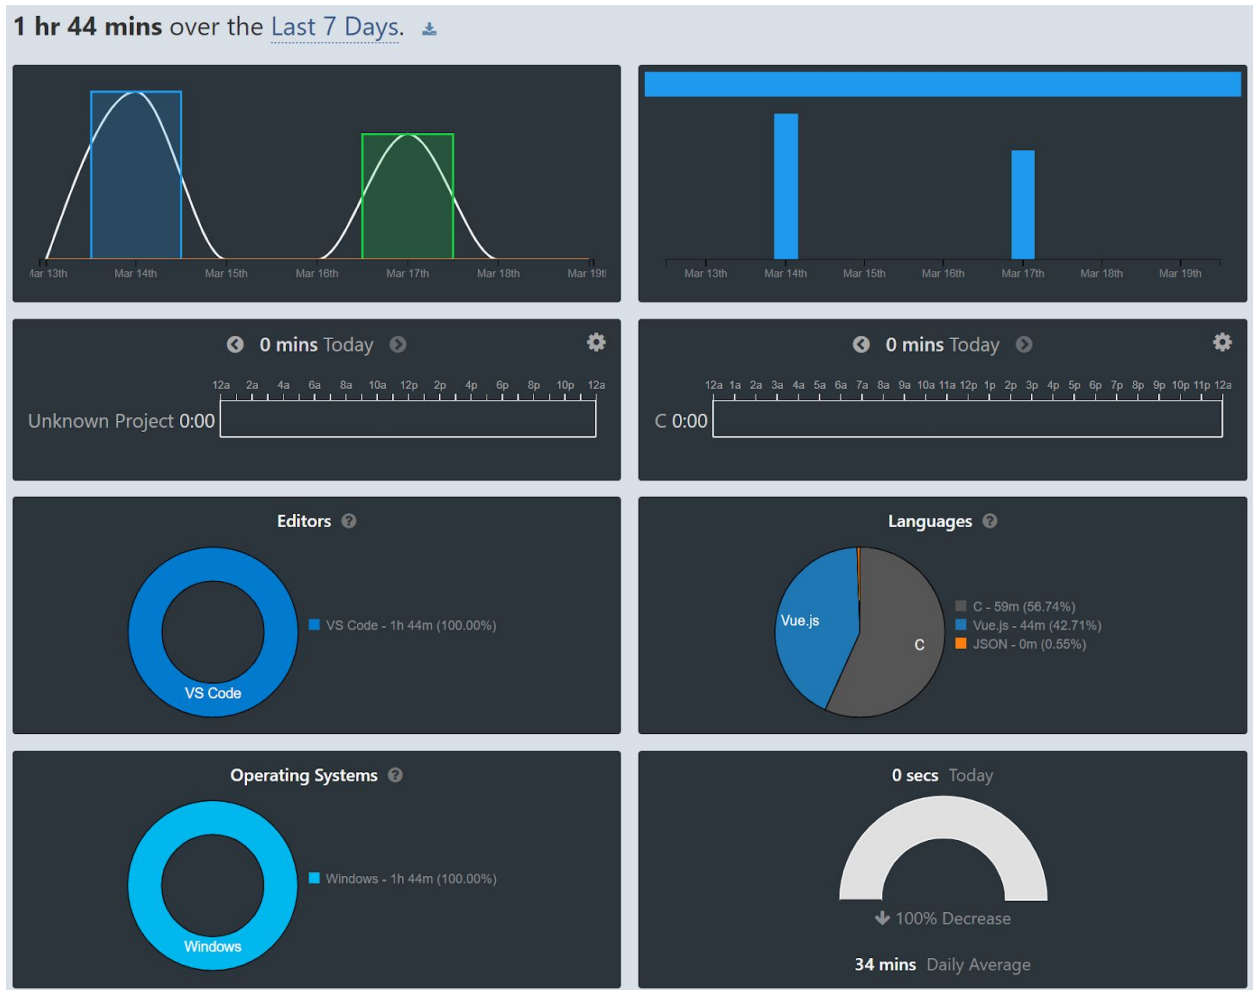 1 hr 44 mins over the Last 7 Days.
Mar 13th Mar 14th Mar 15th Mar 16th Mar 17th Mar 18th Mar 19th
Mar 13th Mar 14th Mar 15th Mar 16th Mar 17th Mar 18th Mar 19th
0 mins Today
12a 2a 4a 6a 8a 10a 12p 2p 4p 6p 8p 10p 12a
Unknown Project 0:00
0 mins Today
12a 1a 2a 3a 4a 5a 6a 7a 8a 9a 10a 11a 12p 1p 2p 3p 4p 5p 6p 7p 8p 9p 10p 11p 12a
C 0:00
Editors ?
VS Code - 1h 44m (100.00%)
VS Code
Languages ?
Vue.js
C
C - 59m (56.74%)
Vue.js - 44m (42.71%)
JSON - 0m (0.55%)
Operating Systems ?
Windows - 1h 44m (100.00%)
Windows
0 secs Today
100% Decrease
34 mins Daily Average